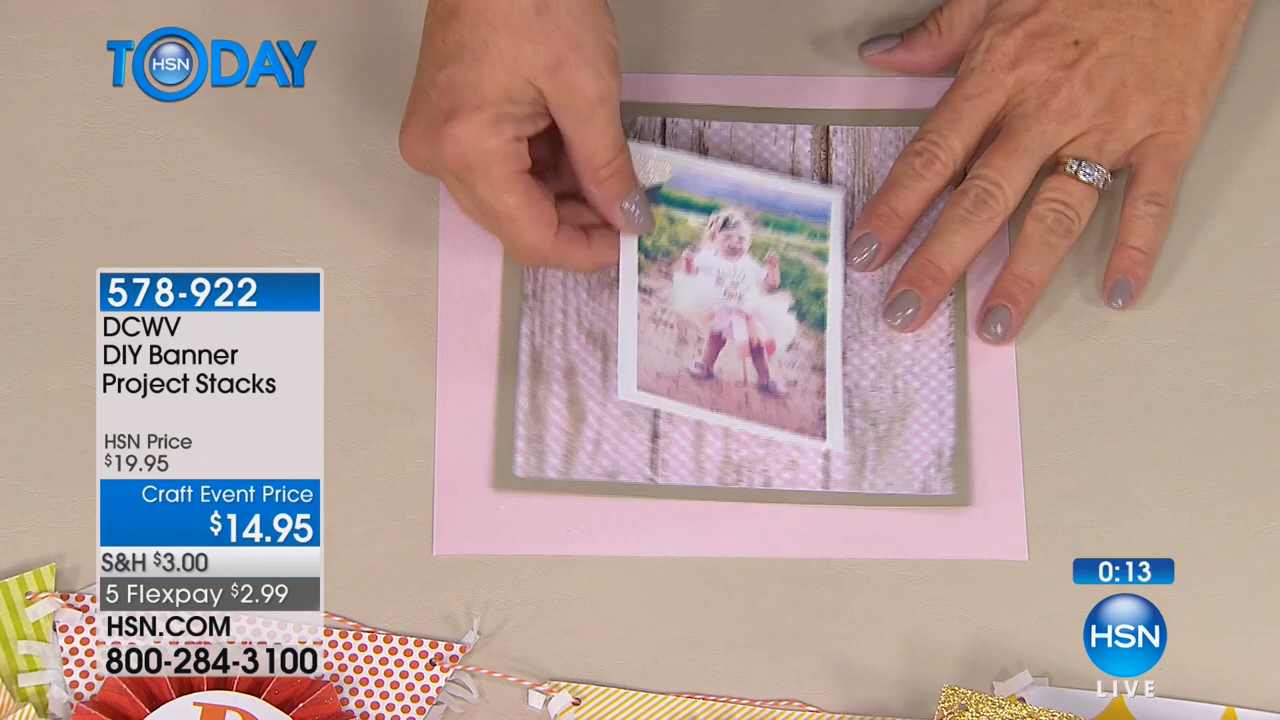 TODAY
HSN
578-922
DCWV
DIY Banner
Project Stacks
HSN Price
$19.95
Craft Event Price
$14.95
S&H $3.00
5 Flexpay $2.99
HSN.COM
800-284-3100
0:13
HSN
LIVE